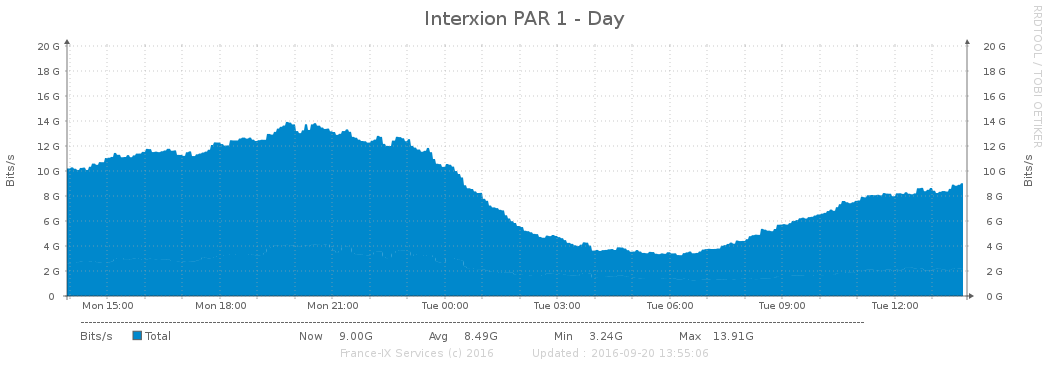 Interxion PAR 1 - Day
RRDTOOL / TOBI OETIKER
Bits/s
Bits/s
20 G 20 G
18 G 18 G
16 G 16 G
14 G 14 G
12 G 12 G
10 G 10 G
8 G 8 G
6 G 6 G
4 G 4 G
2 G 2 G
0 0 G
Mon 15:00 Mon 18:00 Mon 21:00 Tue 00:00 Tue 03:00 Tue 06:00 Tue 09:00 Tue 12:00
Bits/s Total Now 9.00G Avg 8.49G Min 3.24G Max 13.91G
France-IX Services (c) 2016 Updated : 2016-09-20 13:55:06